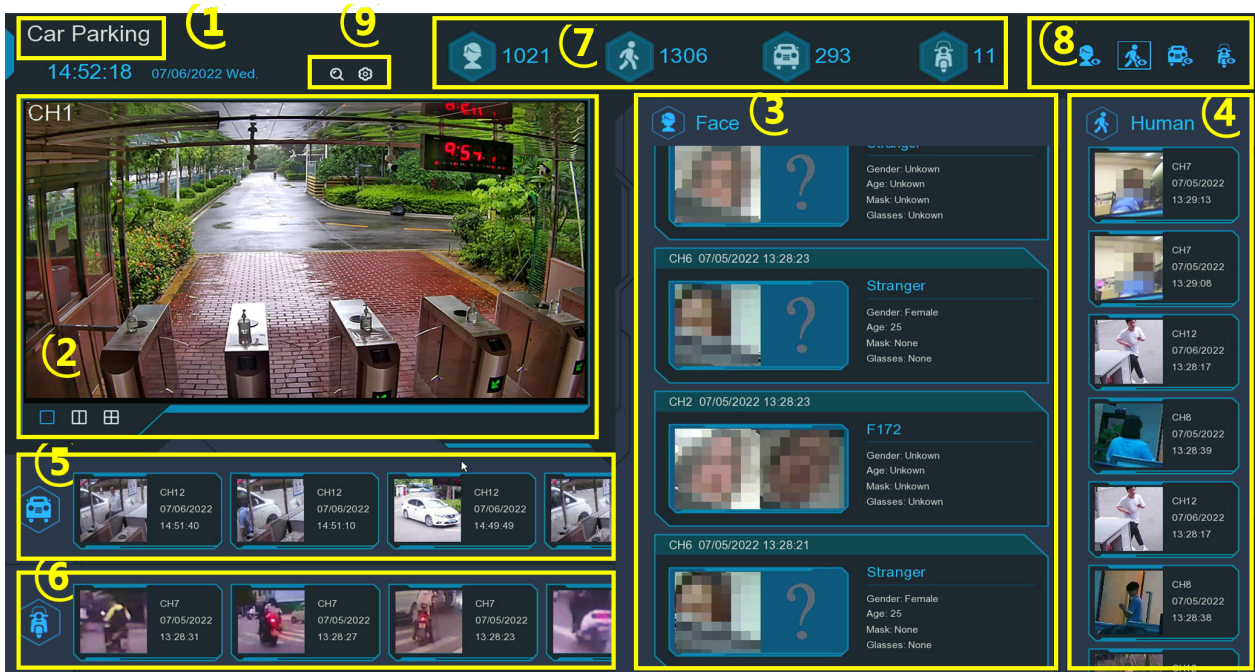 Car Parking
14:52:18 07/06/2022 Wed.
1
9
7
1021
1306
293
11
8
CH1
9:57
2
3
Face
Stranger
Gender: Unkown
Age: Unkown
Mask: Unkown
Glasses: Unkown
CH6 07/05/2022 13:28:23
Stranger
Gender: Female
Age: 25
Mask: None
Glasses: None
CH2 07/05/2022 13:28:23
F172
Gender: Unkown
Age: Unkown
Mask: Unkown
Glasses: Unkown
CH6 07/05/2022 13:28:21
Stranger
Gender: Female
Age: 25
Mask: None
Glasses: None
4
Human
CH7
07/05/2022
13:29:13
CH7
07/05/2022
13:29:08
CH12
07/06/2022
13:28:17
CH8
07/05/2022
13:28:39
CH12
07/06/2022
13:28:17
CH8
07/05/2022
13:28:38
CH12
5
CH12
07/06/2022
14:51:40
CH12
07/06/2022
14:51:10
CH12
07/06/2022
14:49:49
6
CH7
07/05/2022
13:28:31
CH7
07/05/2022
13:28:27
CH7
07/05/2022
13:28:23